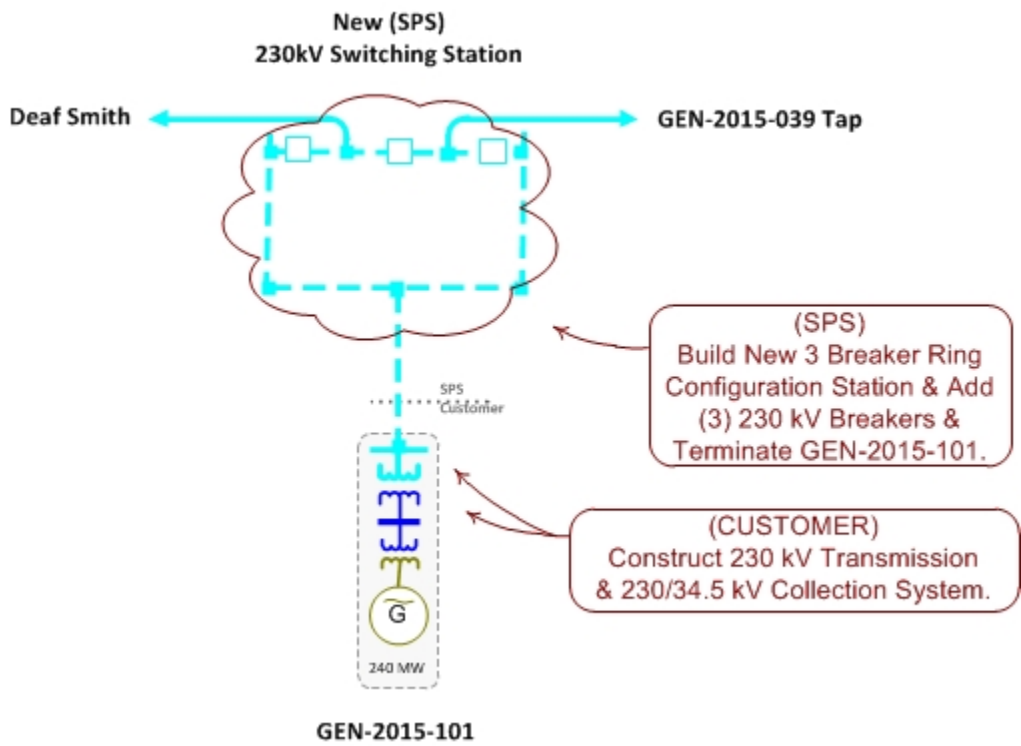 New (SPS)
230kV Switching Station
Deaf Smith
GEN-2015-039 Tap
(SPS)
Build New 3 Breaker Ring
Configuration Station & Add
(3) 230 kV Breakers &
Terminate GEN-2015-101.
SPS
Customer
(CUSTOMER)
Construct 230 kV Transmission
& 230/34.5 kV Collection System.
G
240 MW
GEN-2015-101